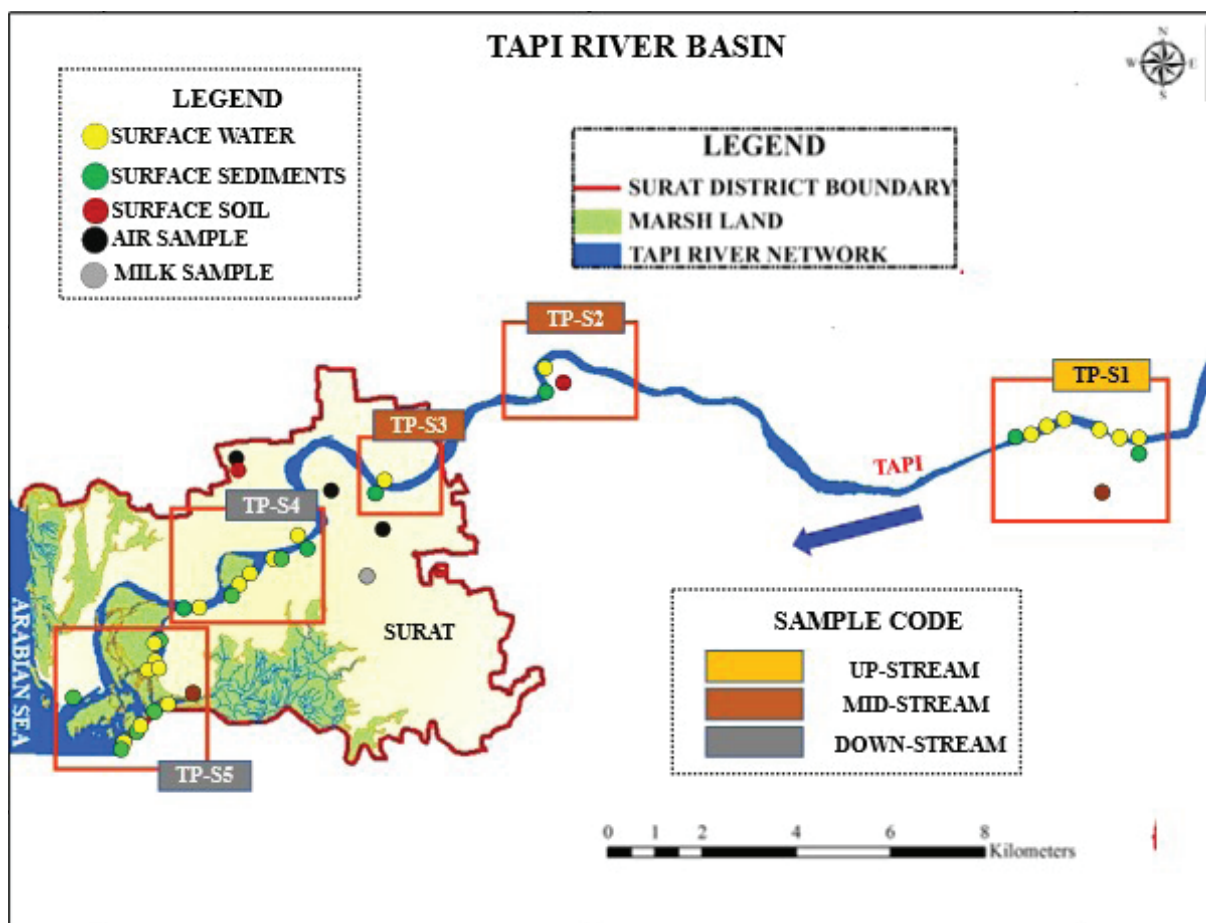 TAPI RIVER BASIN
N
W E
S
LEGEND
SURFACE WATER
SURFACE SEDIMENTS
SURFACE SOIL
AIR SAMPLE
MILK SAMPLE
LEGEND
SURAT DISTRICT BOUNDARY
MARSH LAND
TAPI RIVER NETWORK
TP-S2
TP-S1
TP-S3
TAPI
TP-S4
ARABIAN SEA
SURAT
TP-S5
SAMPLE CODE
UP-STREAM
MID-STREAM
DOWN-STREAM
0 1 2 4 6 8
Kilometers